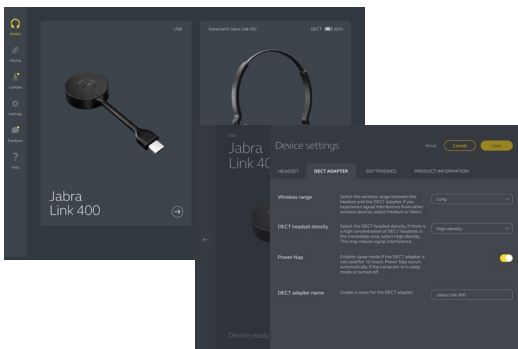 Device
Pairing
Updates
Settings
Feedback
Help
USB
Jabra
Link 400
Paired with Jabra Link 400
DECT 83%
USB
Jabra
Link 40
Device ready
Device settings
Reset
Cancel
Save
HEADSET
DECT ADAPTER
SOFTPHONES
PRODUCT INFORMATION
Wireless range
Select the wireless range between the
headset and the DECT adapter. If you
experience signal interference from other
wireless devices, select Medium or Short.
Long
DECT headset density
Select the DECT headset density. If there is
a high concentration of DECT headsets in
the immediate area, select High density.
This may reduce signal interference.
High density
Power Nap
Enables sleep mode if the DECT adapter is
not used for 10 hours. Power Nap occurs
automatically if the computer is in sleep
mode or turned off.
DECT adapter name
Create a name for the DECT adapter.
Jabra Link 400